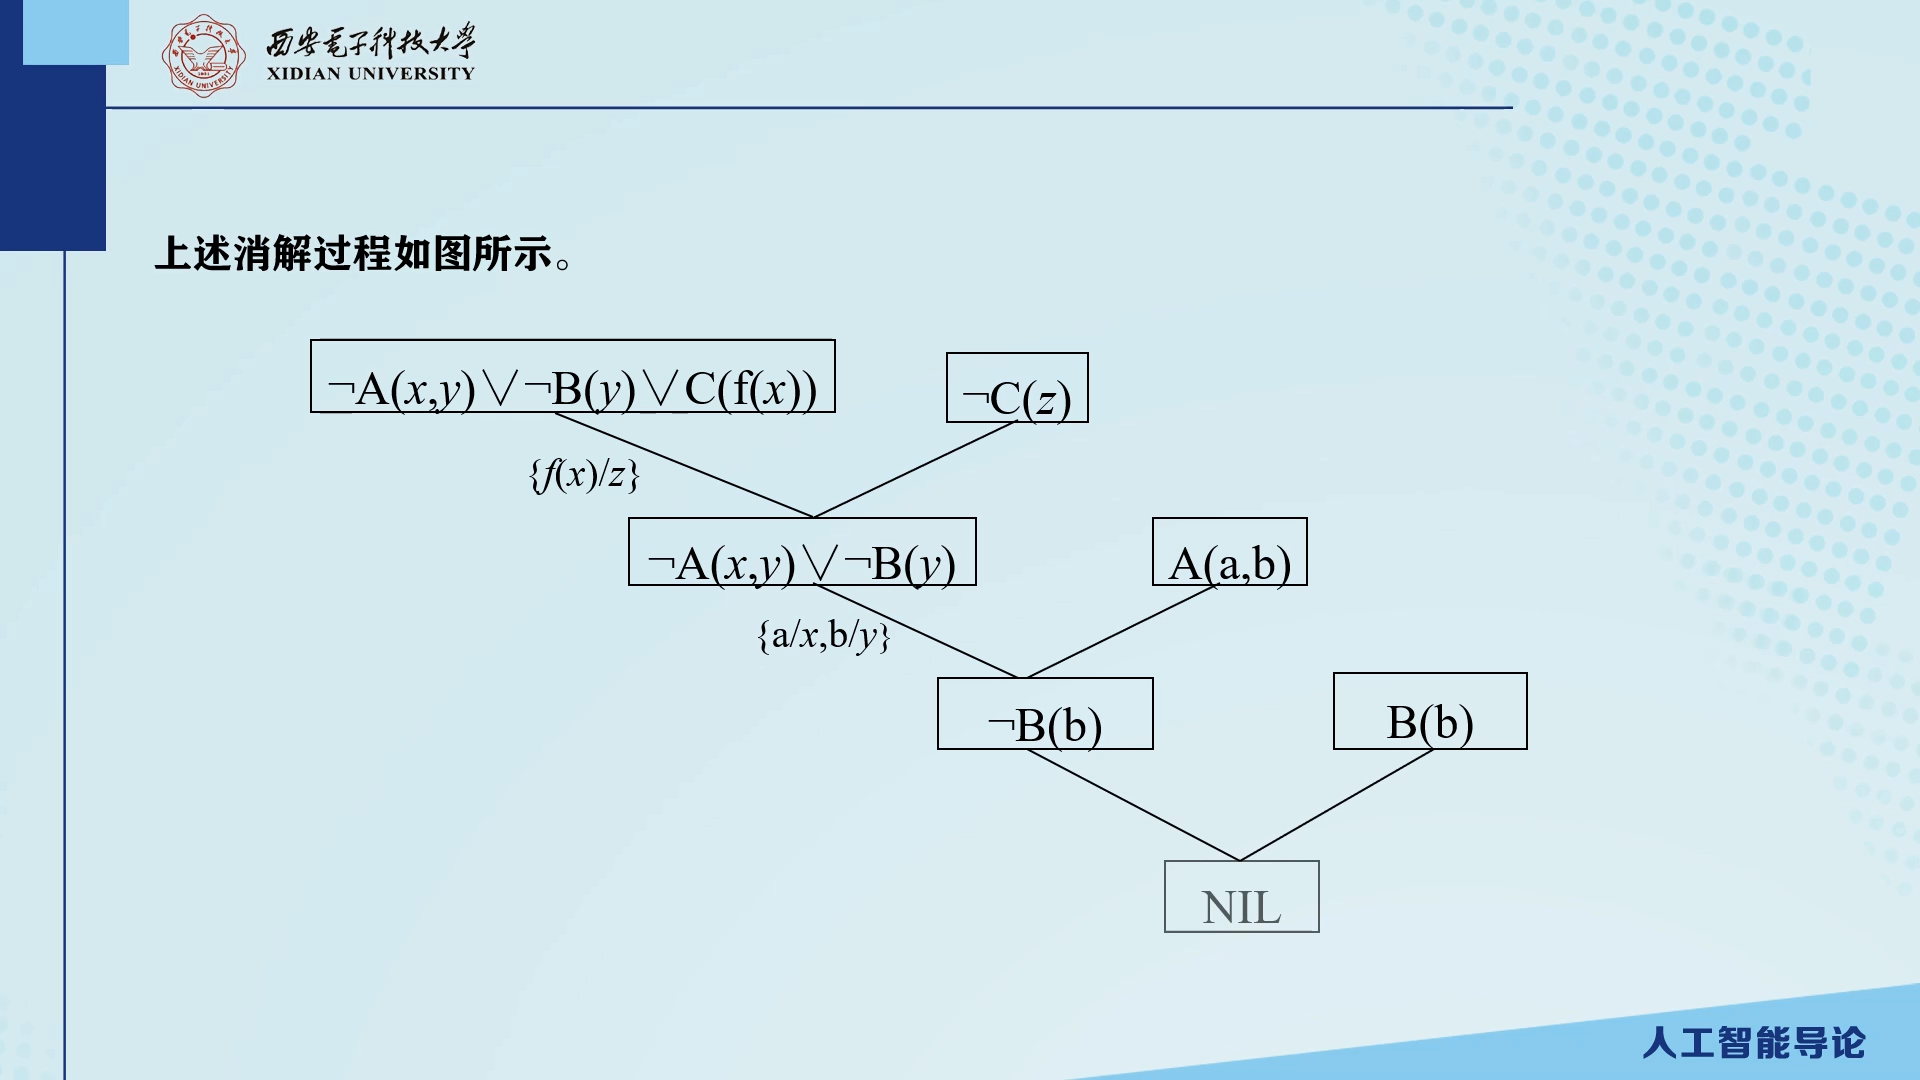 西安电子科技大学
XIDIAN UNIVERSITY
上述消解过程如图所示。
¬A(x,y)∨¬B(y)∨C(f(x))
¬C(z)
{f(x)/z}
¬A(x,y)∨¬B(y)
A(a,b)
{a/x,b/y}
¬B(b)
B(b)
NIL
人工智能导论